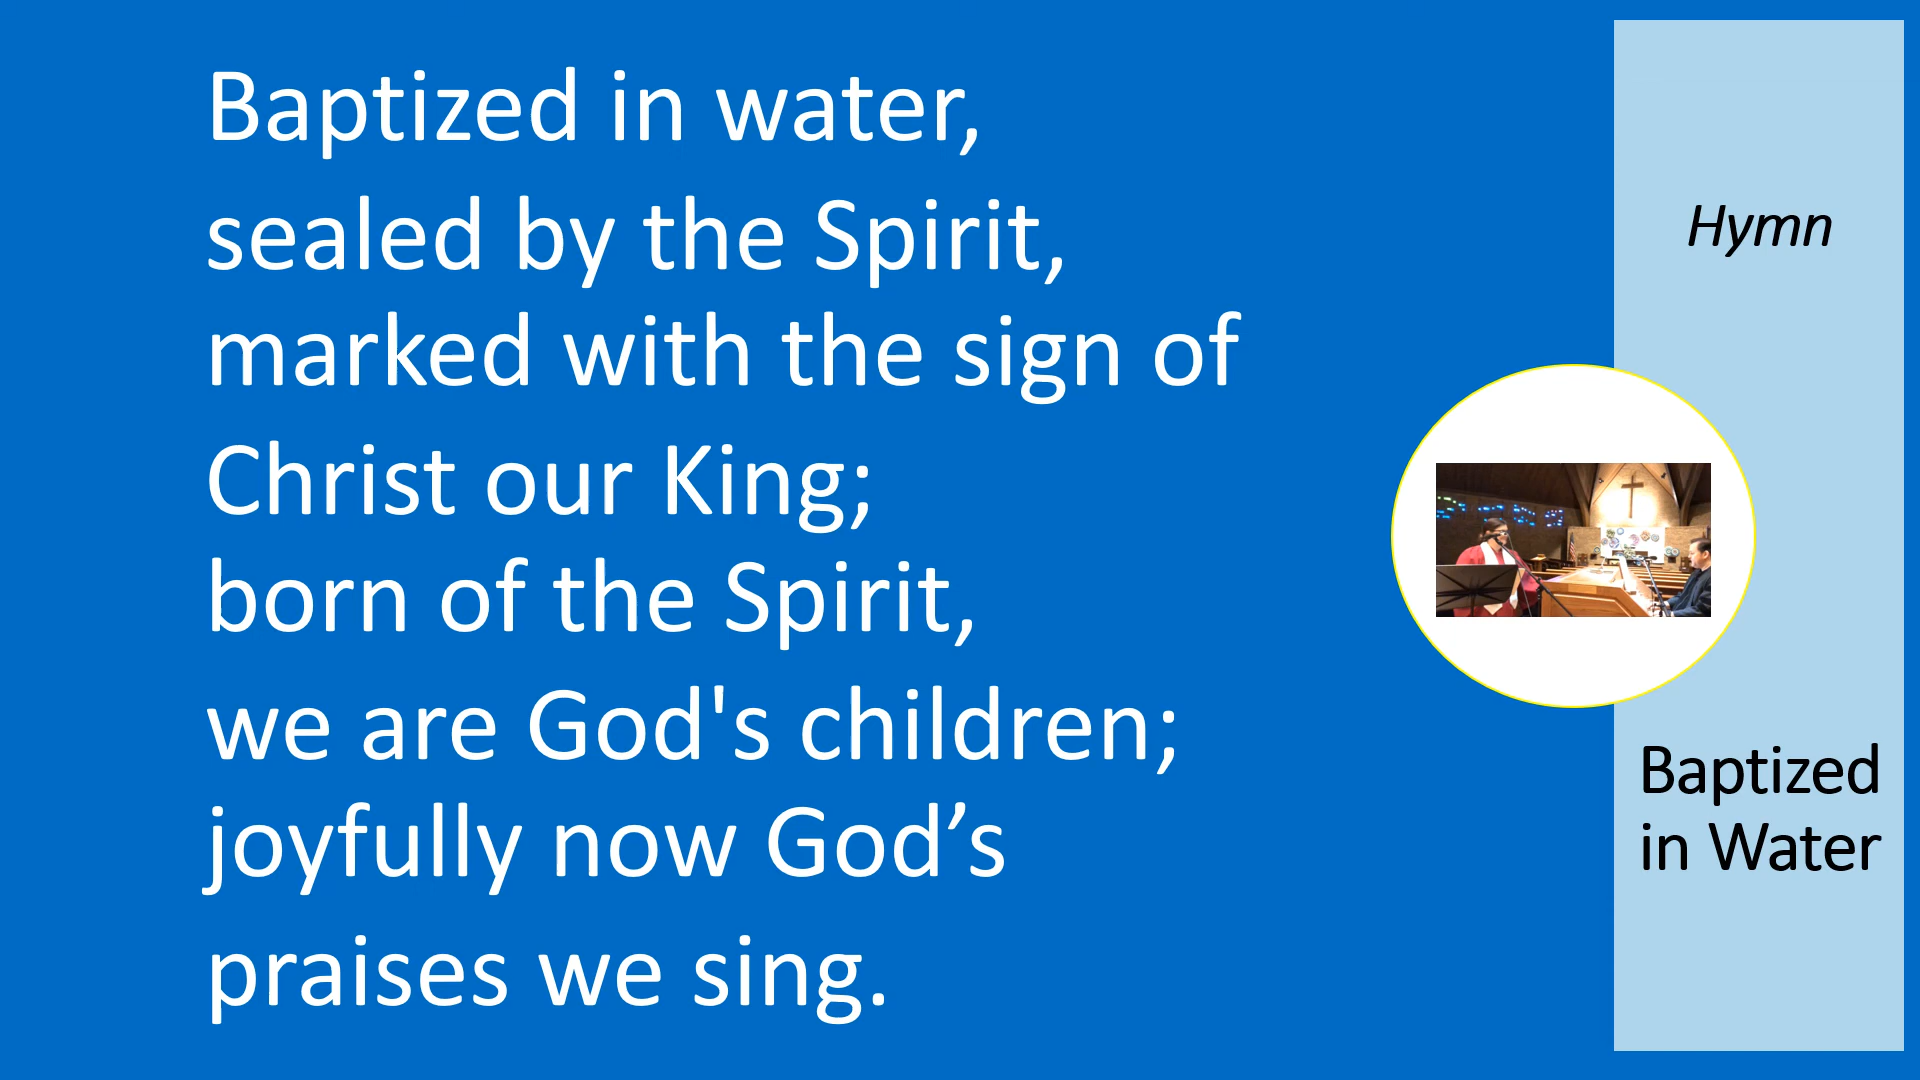 Baptized in water,
sealed by the Spirit,
marked with the sign of
Christ our King;
born of the Spirit,
we are God's children;
joyfully now God’s
praises we sing.
Hymn
Baptized
in Water